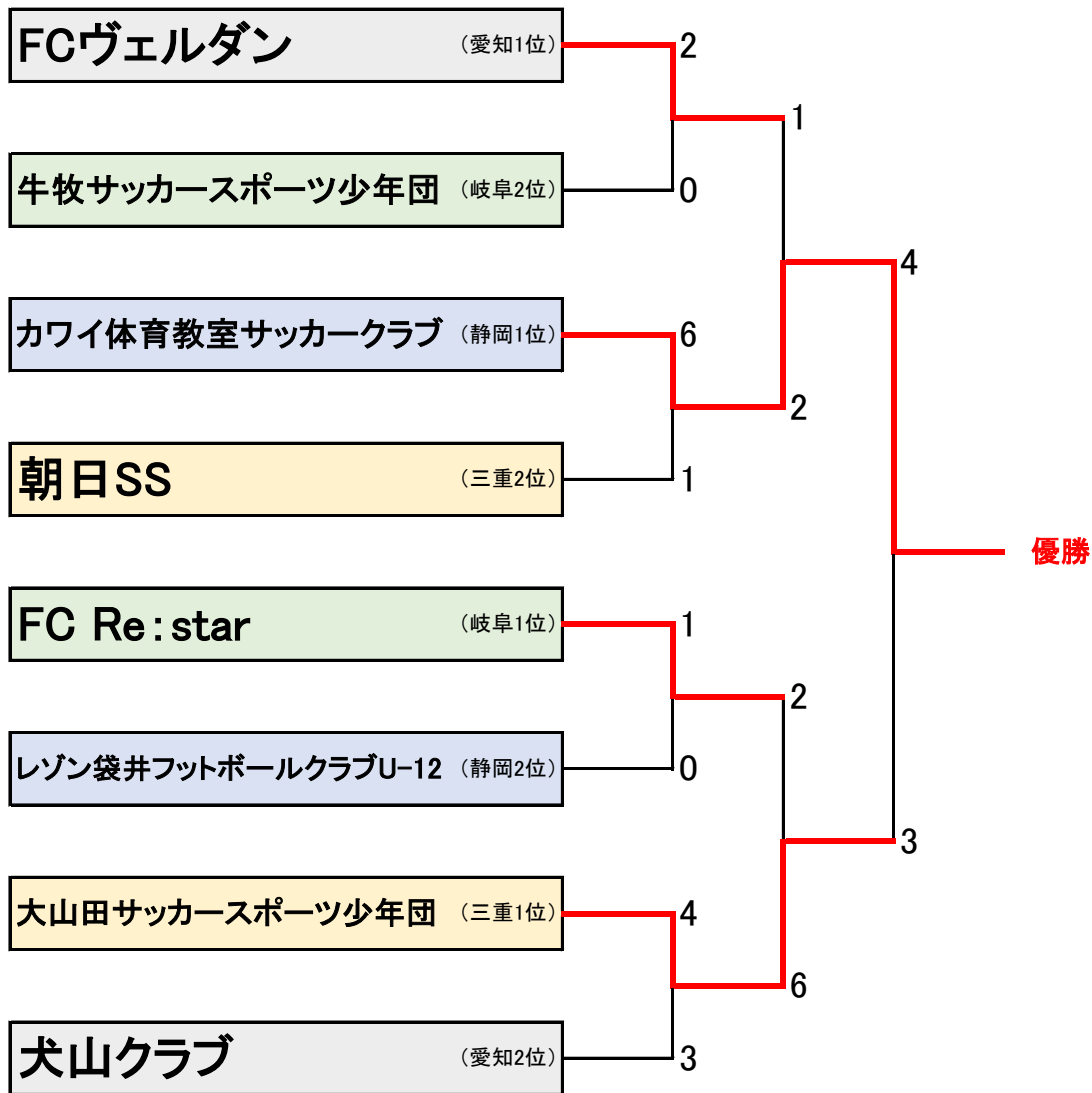 FCヴェルダン (愛知1位) 2
1
牛牧サッカースポーツ少年団 (岐阜2位) 0
4
カワイ体育教室サッカークラブ (静岡1位) 6
2
朝日SS (三重2位) 1
優勝
FC Re:star (岐阜1位) 1
2
レゾン袋井フットボールクラブU-12 (静岡2位) 0
3
大山田サッカースポーツ少年団 (三重1位) 4
6
犬山クラブ (愛知2位) 3